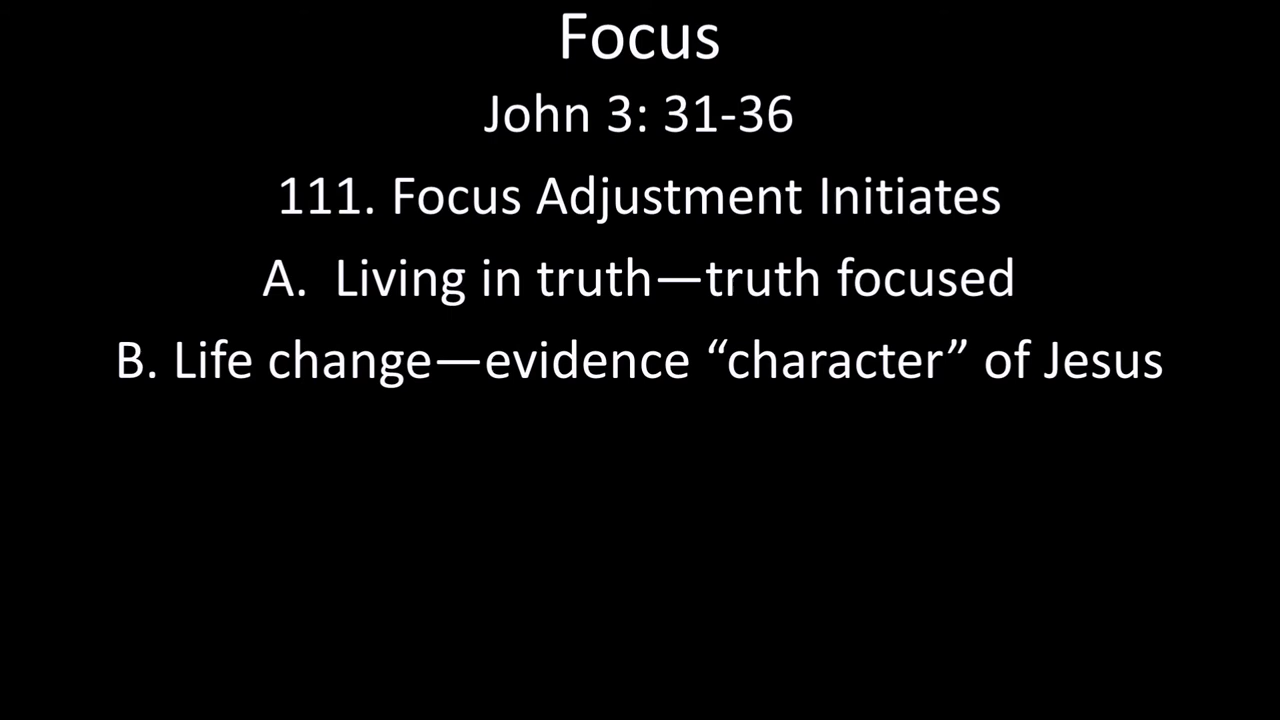 Focus
John 3: 31-36
111. Focus Adjustment Initiates
A.  Living in truth—truth focused
B. Life change—evidence “character” of Jesus